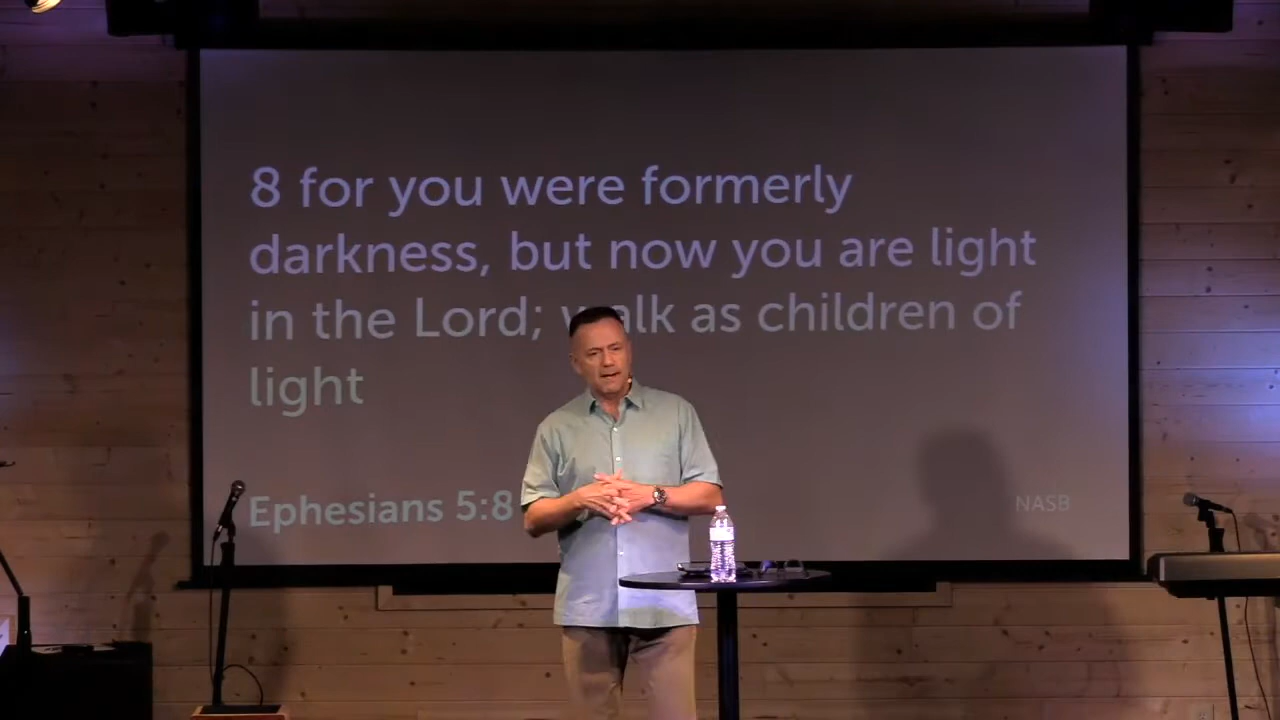 8 for you were formerly
darkness, but now you are light
in the Lord; walk as children of
light
Ephesians 5:8
NASB